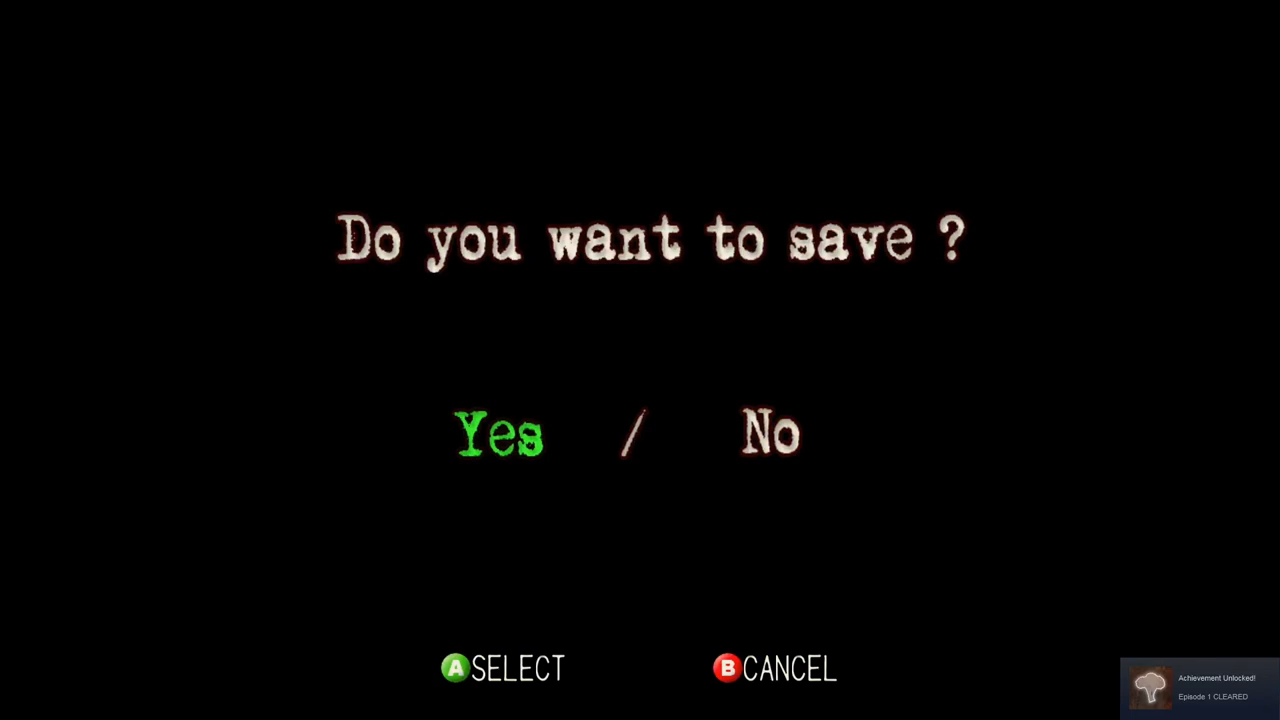 Do you want to save ?
Yes / No
A SELECT B CANCEL
Achievement Unlocked!
Episode 1 CLEARED